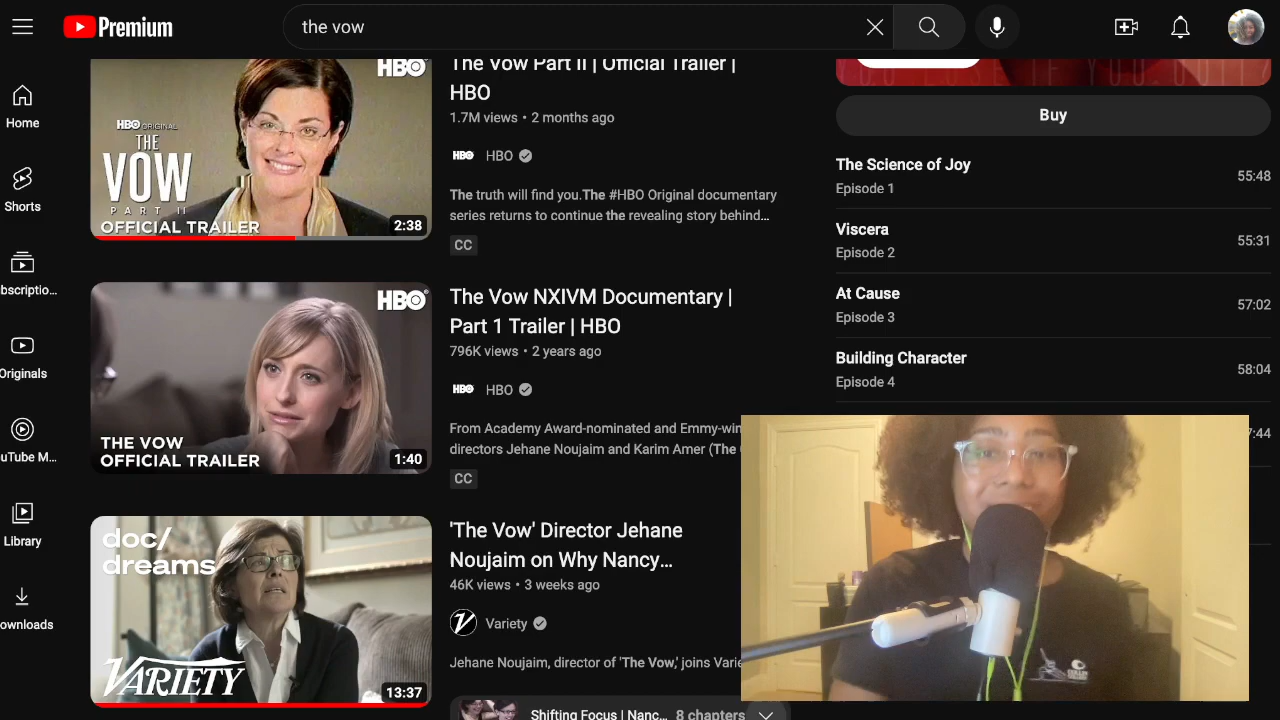 Premium
the vow
Home
Shorts
bscriptio...
Originals
uTube M...
Library
ownloads
HBO
HBO ORIGINAL
THE
VOW
PART II
OFFICIAL TRAILER
2:38
The Vow Part II | Official Trailer |
HBO
1.7M views • 2 months ago
HBO HBO
The truth will find you.The #HBO Original documentary
series returns to continue the revealing story behind...
CC
HBO
THE VOW
OFFICIAL TRAILER
1:40
The Vow NXIVM Documentary |
Part 1 Trailer | HBO
796K views • 2 years ago
HBO HBO
From Academy Award-nominated and Emmy-win
directors Jehane Noujaim and Karim Amer (The
CC
doc/
dreams
VARIETY
13:37
'The Vow' Director Jehane
Noujaim on Why Nancy...
46K views • 3 weeks ago
V Variety
Jehane Noujaim, director of 'The Vow,' joins Varie
Shifting Focus | Nanc... 8 chapters
Buy
The Science of Joy
Episode 1
55:48
Viscera
Episode 2
55:31
At Cause
Episode 3
57:02
Building Character
Episode 4
58:04
7:44